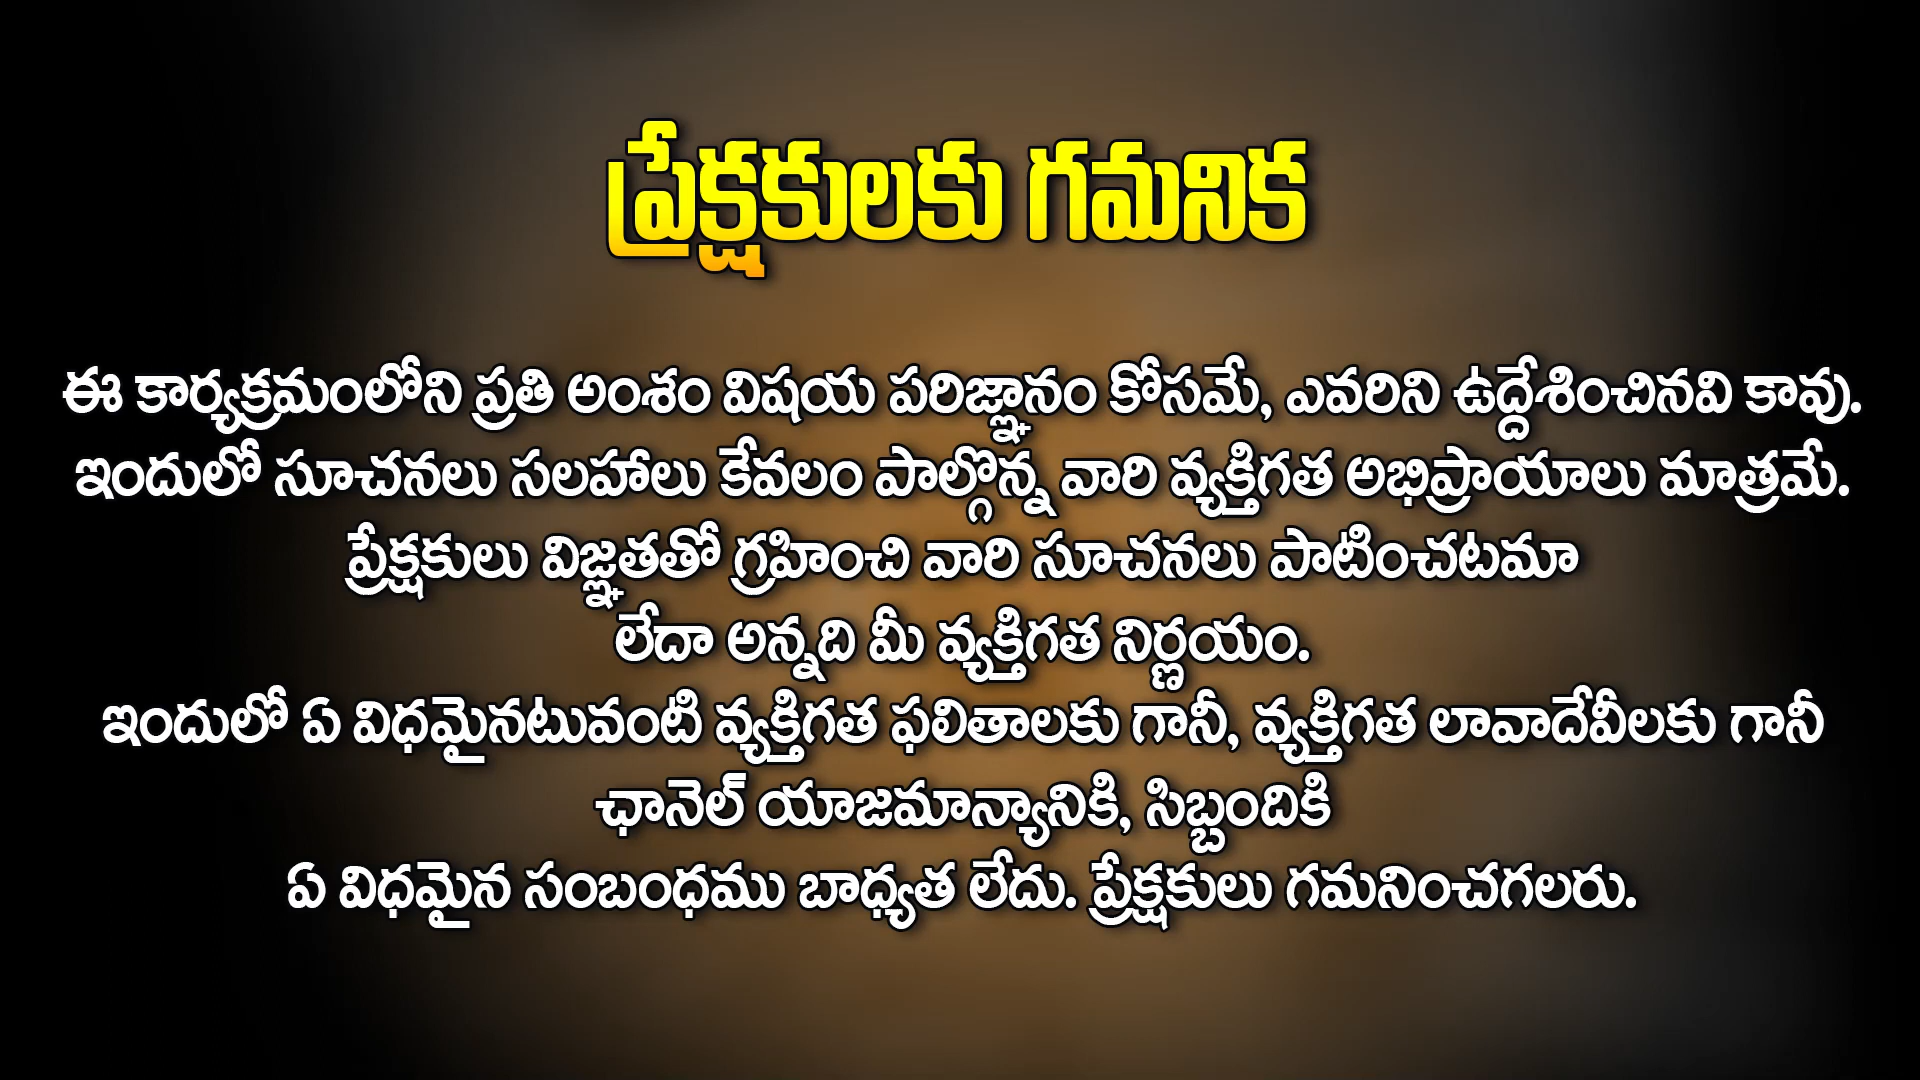 ప్రేక్షకులకు గమనిక
ఈ కార్యక్రమంలోని ప్రతి అంశం విషయ పరిజ్ఞానం కోసమే, ఎవరిని ఉద్దేశించినవి కావు.
ఇందులో సూచనలు సలహాలు కేవలం పాల్గొన్న వారి వ్యక్తిగత అభిప్రాయాలు మాత్రమే.
ప్రేక్షకులు విజ్ఞతతో గ్రహించి వారి సూచనలు పాటించటమా
లేదా అన్నది మీ వ్యక్తిగత నిర్ణయం.
ఇందులో ఏ విధమైనటువంటి వ్యక్తిగత ఫలితాలకు గానీ, వ్యక్తిగత లావాదేవీలకు గానీ
ఛానెల్ యాజమాన్యానికి, సిబ్బందికి
ఏ విధమైన సంబంధము బాధ్యత లేదు. ప్రేక్షకులు గమనించగలరు.